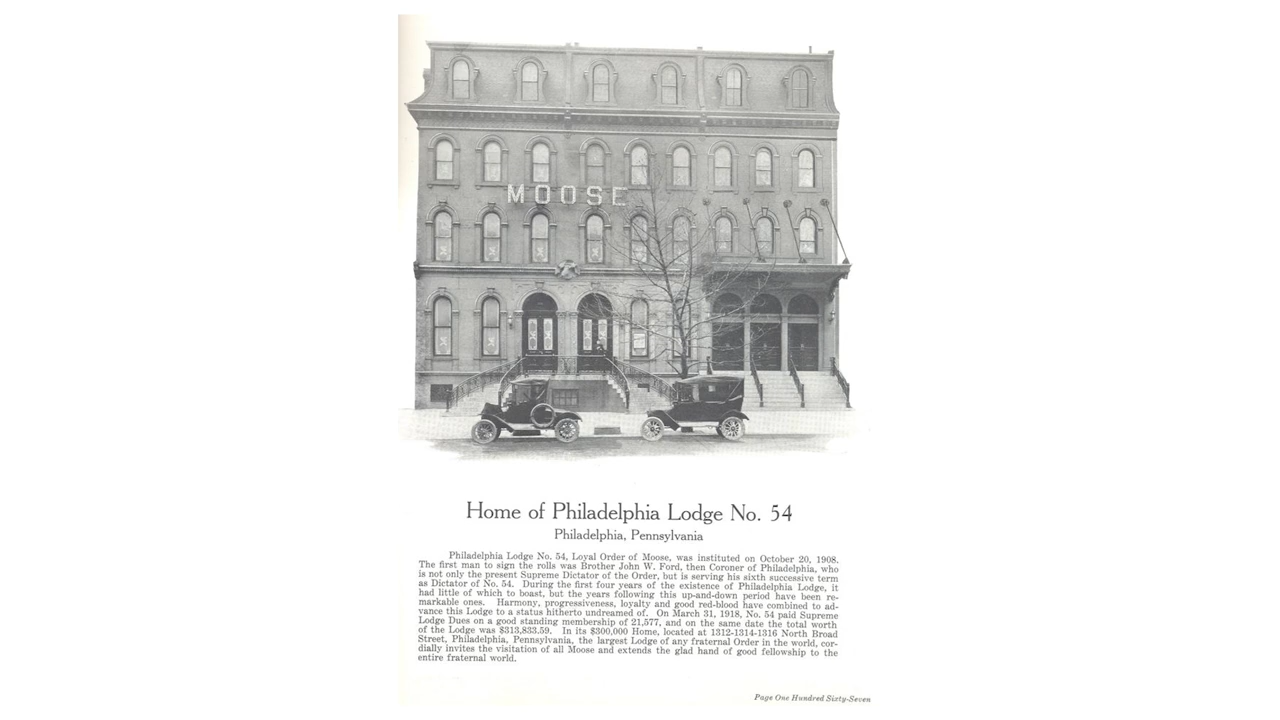 MOOSE
Home of Philadelphia Lodge No. 54
Philadelphia, Pennsylvania
Philadelphia Lodge No. 54, Loyal Order of Moose, was instituted on October 20, 1908.
The first man to sign the rolls was Brother John W. Ford, then Coroner of Philadelphia, who
is not only the present Supreme Dictator of the Order, but is serving his sixth successive term
as Dictator of No. 54. During the first four years of the existence of Philadelphia Lodge, it
had little of which to boast, but the years following this up-and-down period have been re-
markable ones. Harmony, progressiveness, loyalty and good red-blood have combined to ad-
vance this Lodge to a status hitherto undreamed of. On March 31, 1918, No. 54 paid Supreme
Lodge Dues on a good standing membership of 21,577, and on the same date the total worth
of the Lodge was $313,833.59. In its $300,000 Home, located at 1312-1314-1316 North Broad
Street, Philadelphia, Pennsylvania, the largest Lodge of any fraternal Order in the world, cor-
dially invites the visitation of all Moose and extends the glad hand of good fellowship to the
entire fraternal world.
Page One Hundred Sixty-Seven